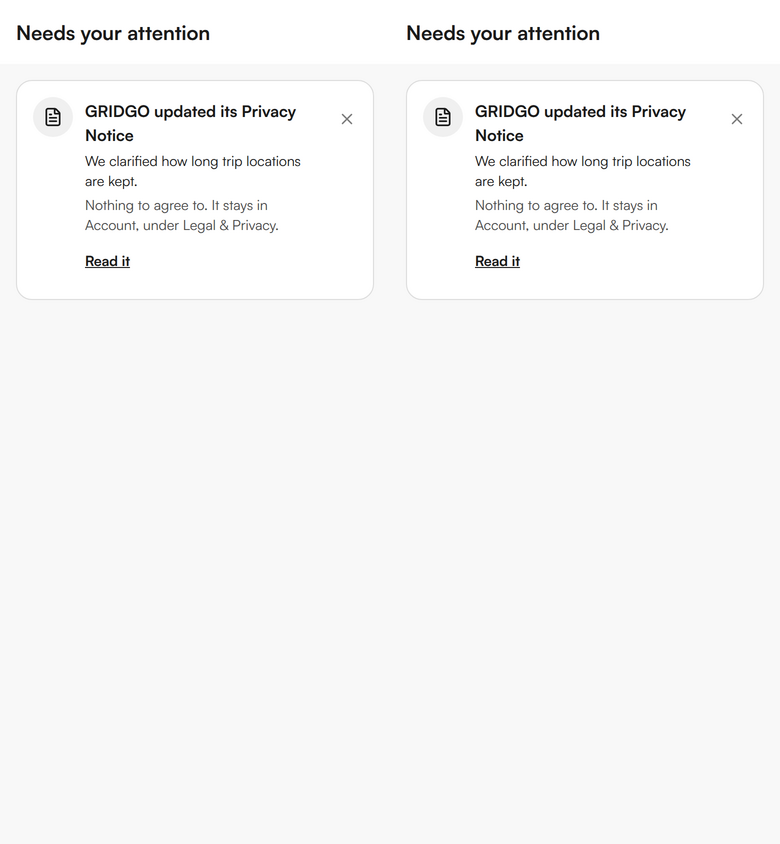 Needs your attention
GRIDGO updated its Privacy
Notice
We clarified how long trip locations
are kept.
Nothing to agree to. It stays in
Account, under Legal & Privacy.
Read it
Needs your attention
GRIDGO updated its Privacy
Notice
We clarified how long trip locations
are kept.
Nothing to agree to. It stays in
Account, under Legal & Privacy.
Read it